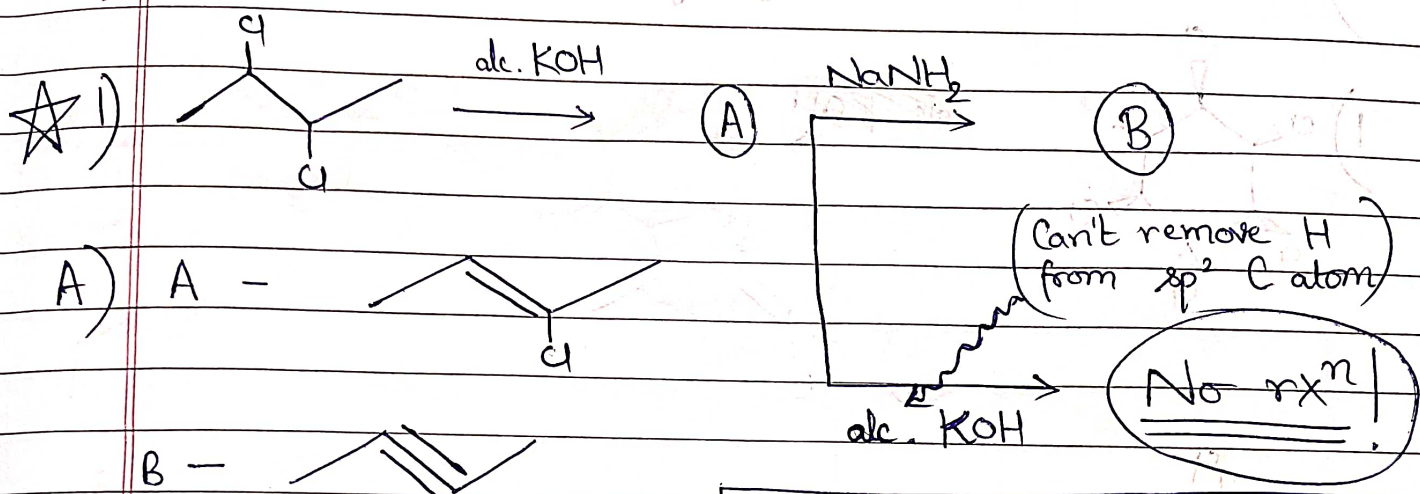 Cl
1) alc. KOH (A) NaNH₂ (B)
Cl
(Can't remove H
A) A - from sp² C atom)
Cl
alc. KOH No rxⁿ!
B -